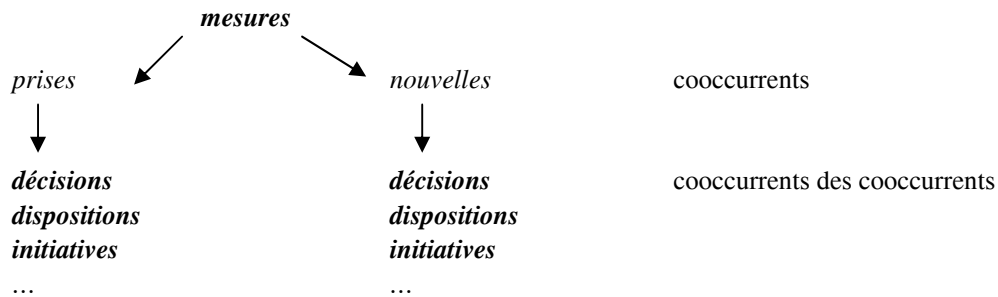 mesures
prises nouvelles cooccurrents
décisions décisions cooccurrents des cooccurrents
dispositions dispositions
initiatives initiatives
… …